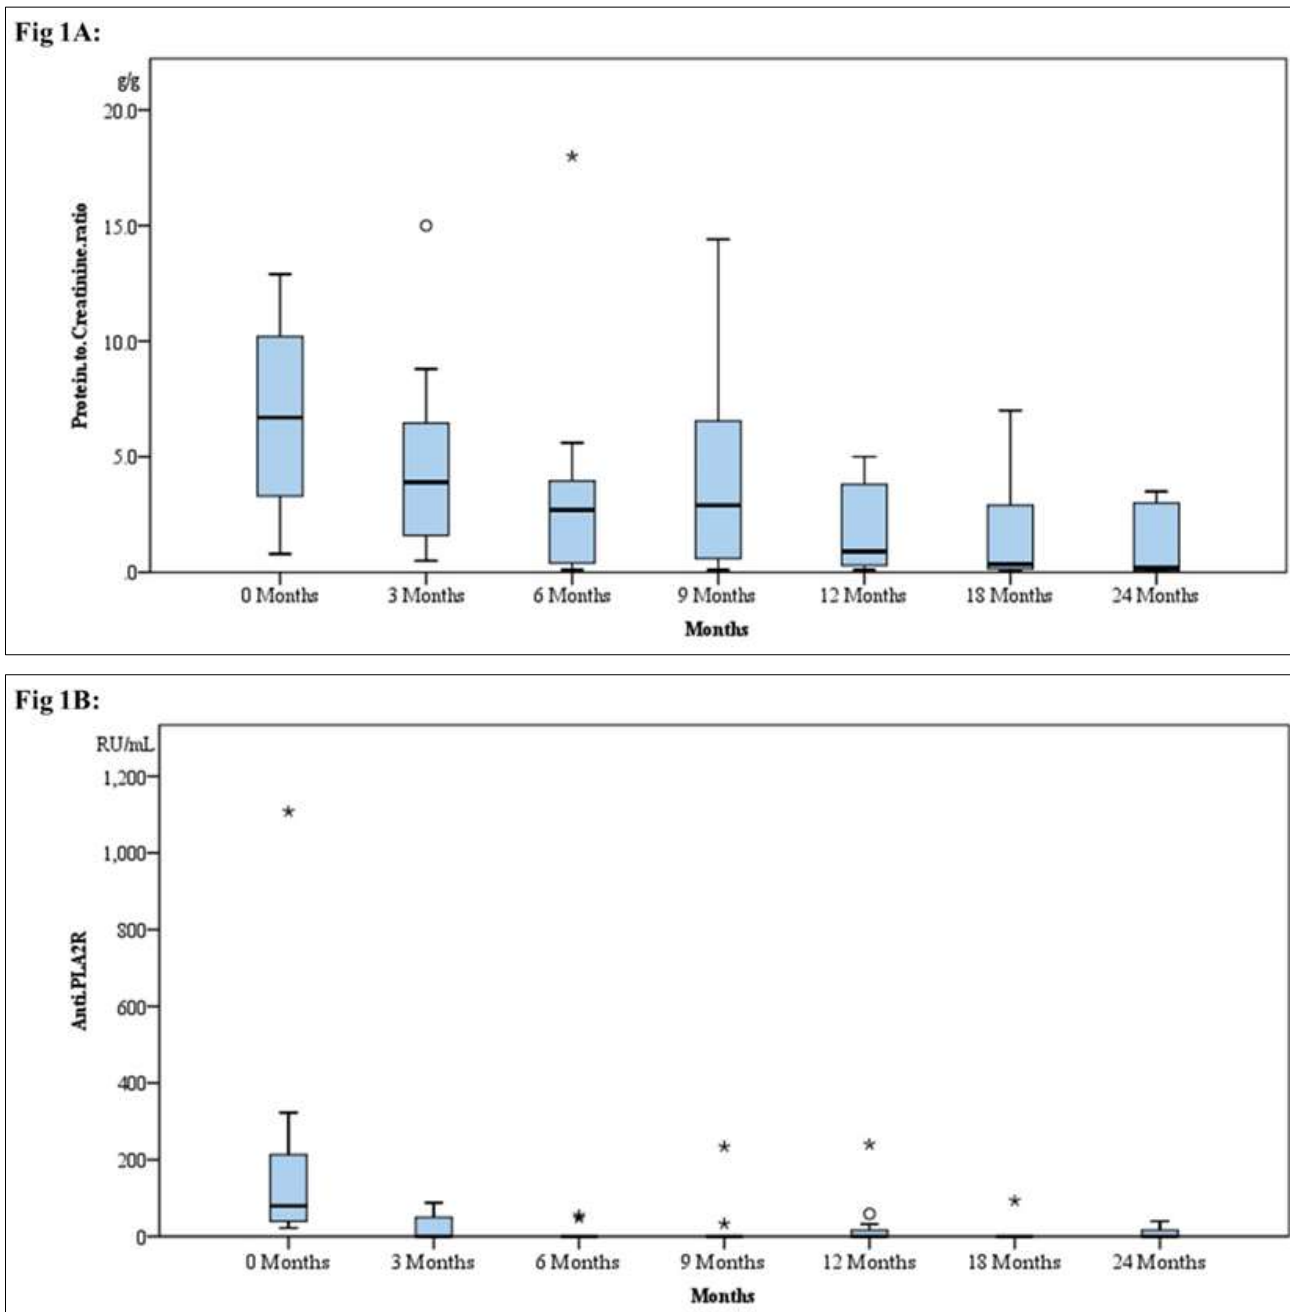 Fig 1A:
g/g
20.0
15.0
10.0
5.0
.0
Protein.to.Creatinine.ratio
0 Months 3 Months 6 Months 9 Months 12 Months 18 Months 24 Months
Months
Fig 1B:
RU/mL
1,200
1,000
800
600
400
200
0
Anti.PLA2R
0 Months 3 Months 6 Months 9 Months 12 Months 18 Months 24 Months
Months